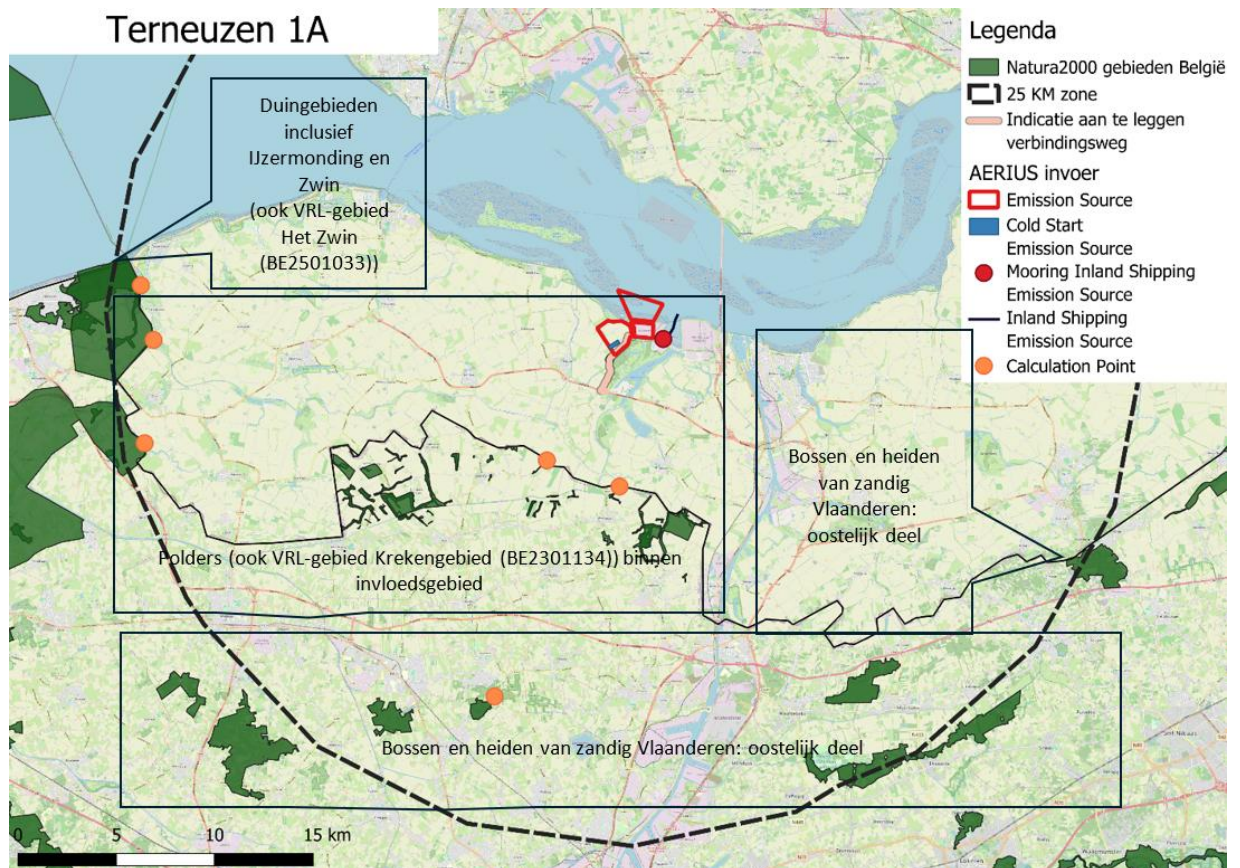 Terneuzen 1A
Legenda
Natura2000 gebieden België
25 KM zone
Indicatie aan te leggen
verbindingsweg
AERIUS invoer
Emission Source
Cold Start
Emission Source
Mooring Inland Shipping
Emission Source
Inland Shipping
Emission Source
Calculation Point
Duingebieden
inclusief
IJzermonding en
Zwin
(ook VRL-gebied
Het Zwin
(BE2501033))
Bossen en heiden
van zandig
Vlaanderen:
oostelijk deel
Polders (ook VRL-gebied Krekengebied (BE2301134)) binnen
invloedsgebied
Bossen en heiden van zandig Vlaanderen: oostelijk deel
0 5 10 15 km